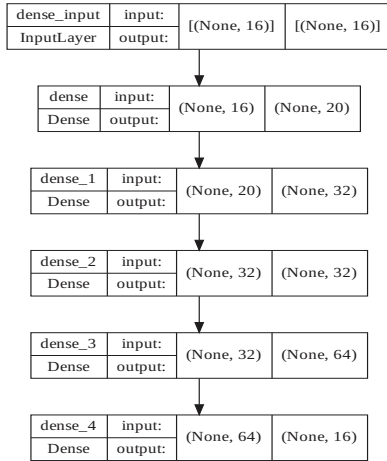 dense_input input: [(None, 16)] [(None, 16)]
InputLayer output:
dense input: (None, 16) (None, 20)
Dense output:
dense_1 input: (None, 20) (None, 32)
Dense output:
dense_2 input: (None, 32) (None, 32)
Dense output:
dense_3 input: (None, 32) (None, 64)
Dense output:
dense_4 input: (None, 64) (None, 16)
Dense output: